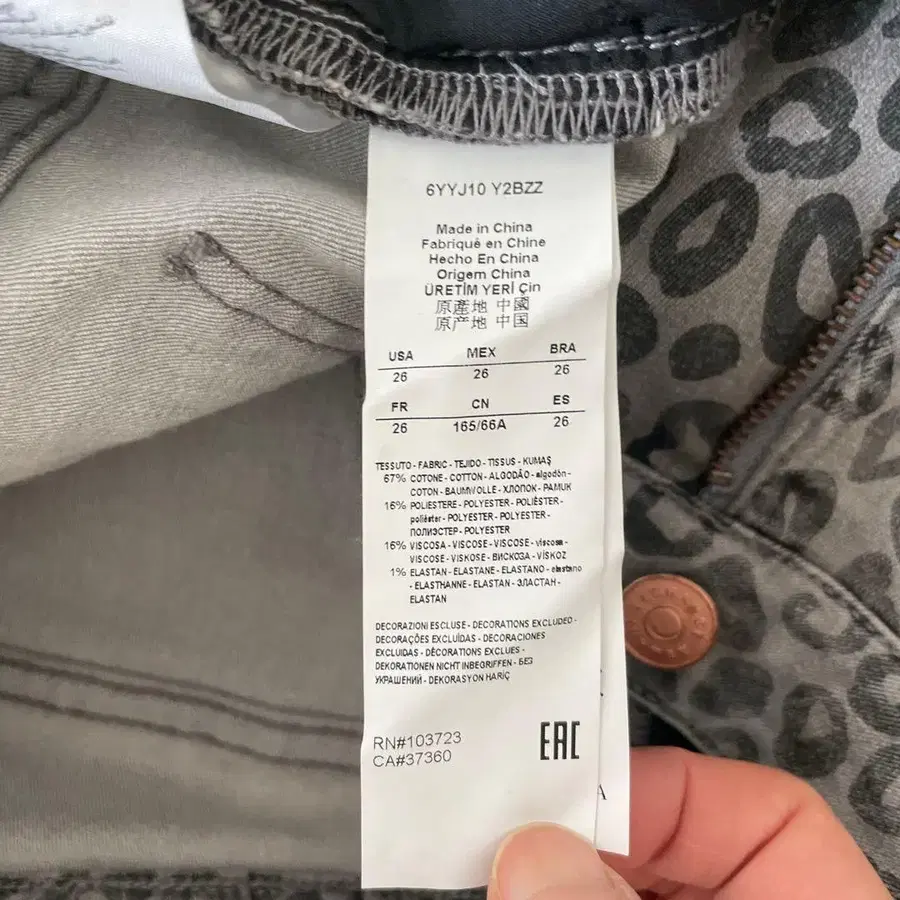 6YYJ10 Y2BZZ
Made in China
Fabriqué en Chine
Hecho En China
Origem China
ÜRETİM YERİ Çin
原產地 中國
原产地 中国
USA MEX BRA
26 26 26
FR CN ES
26 165/66A 26
TESSUTO - FABRIC - TEJIDO - TISSUS - KUMAŞ
67% COTONE - COTTON - ALGODÃO - algodón -
COTON - BAUMWOLLE - ХЛОПОК - PAMUK
16% POLIESTERE - POLYESTER - POLIÉSTER -
poliéster - POLYESTER - POLYESTER -
ПОЛИЭСТЕР - POLYESTER
16% VISCOSA - VISCOSE - VISCOSE - viscosa -
VISCOSE - VISKOSE - ВИСКОЗА - VİSKOZ
1% ELASTAN - ELASTANE - ELASTANO - elastano
- ELASTHANNE - ELASTAN - ЭЛАСТАН -
ELASTAN
DECORAZIONI ESCLUSE - DECORATIONS EXCLUDED -
DECORAÇÕES EXCLUÍDAS - DECORACIONES
EXCLUIDAS - DÉCORATIONS EXCLUES -
DEKORATIONEN NICHT INBEGRIFFEN - БЕЗ
УКРАШЕНИЙ - DEKORASYON HARİÇ
RN#103723
CA#37360
EAC
A